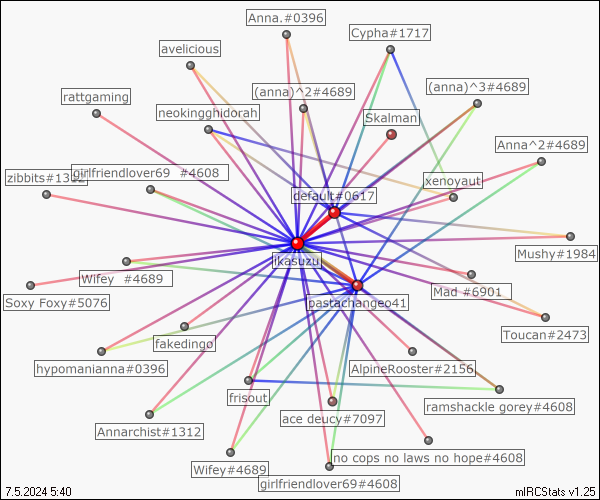 Anna.#0396
Cypha#1717
avelicious
(anna)^2#4689
(anna)^3#4689
rattgaming
neokingghidorah
Skalman
Anna^2#4689
zibbits#1312
girlfriendlover69 #4608
xenoyaut
default#0617
Mushy#1984
ikasuzu
Wifey #4689
Mad #6901
Soxy Foxy#5076
pastachangeo41
Toucan#2473
fakedingo
hypomanianna#0396
AlpineRooster#2156
frisout
ramshackle gorey#4608
ace deucy#7097
Annarchist#1312
no cops no laws no hope#4608
Wifey#4689
girlfriendlover69#4608
7.5.2024 5:40
mIRCStats v1.25